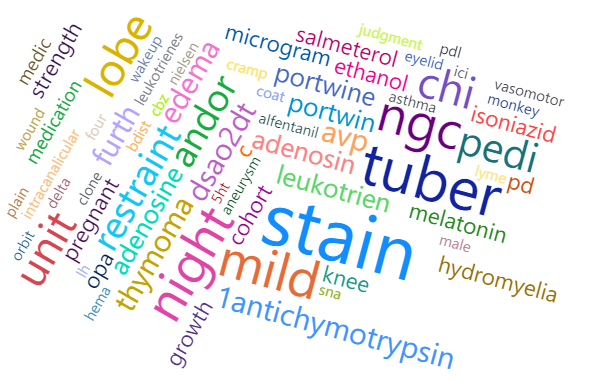 judgment
salmeterol
pdl
microgram
eyelid
ici
ethanol
vasomotor
cramp
portwine
chi
monkey
asthma
coat
portwin
ngc
isoniazid
alfentanil
avp
pedi
adenosin
tuber
lyme
pd
leukotrien
melatonin
male
stain
hydromyelia
mild
knee
sna
1antichymotrypsin
medic
strength
lobe
wakeup
leukotrienes
nielsen
edema
wound
medication
four
cbz
bdist
furth
andor
dsao2dt
c
plain
intracanalicular
delta
clone
restraint
adenosine
5ht
aneurysm
cohort
orbit
unit
pregnant
lh
opa
thymoma
night
hema
growth